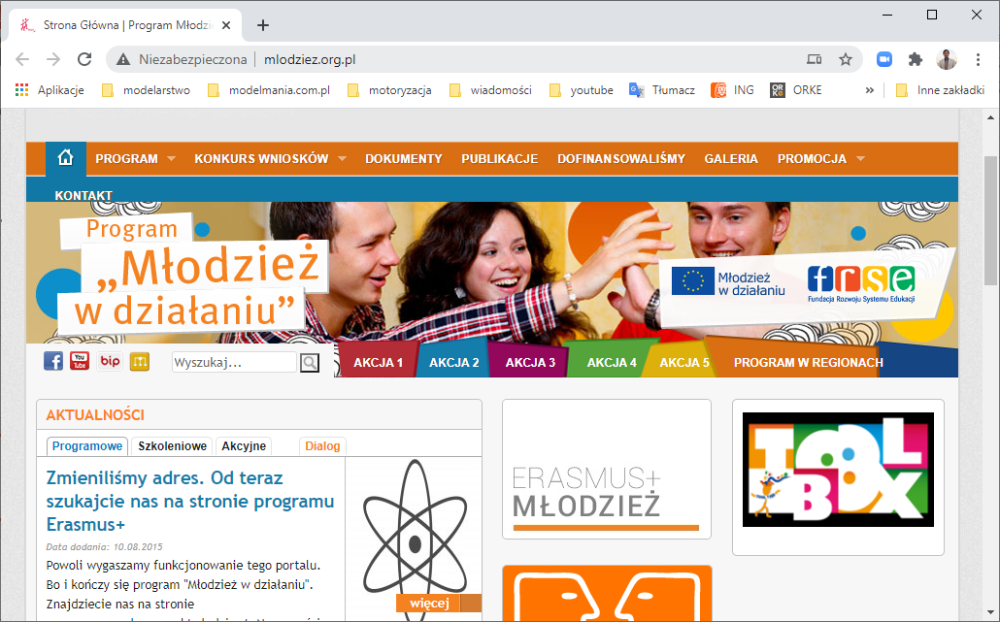 Strona Główna | Program Młodzi
Niezabezpieczona | mlodziez.org.pl
Aplikacje modelarstwo modelmania.com.pl motoryzacja wiadomości youtube Tłumacz ING ORKE » Inne zakładki
PROGRAM KONKURS WNIOSKÓW DOKUMENTY PUBLIKACJE DOFINANSOWALIŚMY GALERIA PROMOCJA
KONTAKT
Program
„Młodzież
w działaniu”
Młodzież
w działaniu
frse
Fundacja Rozwoju Systemu Edukacji
You
Tube
bip
Wyszukaj...
AKCJA 1 AKCJA 2 AKCJA 3 AKCJA 4 AKCJA 5 PROGRAM W REGIONACH
AKTUALNOŚCI
Programowe Szkoleniowe Akcyjne Dialog
Zmieniliśmy adres. Od teraz
szukajcie nas na stronie programu
Erasmus+
Data dodania: 10.08.2015
Powoli wygaszamy funkcjonowanie tego portalu.
Bo i kończy się program "Młodzież w działaniu".
Znajdziecie nas na stronie
więcej
ERASMUS+
MŁODZIEŻ
TOOL
BOX